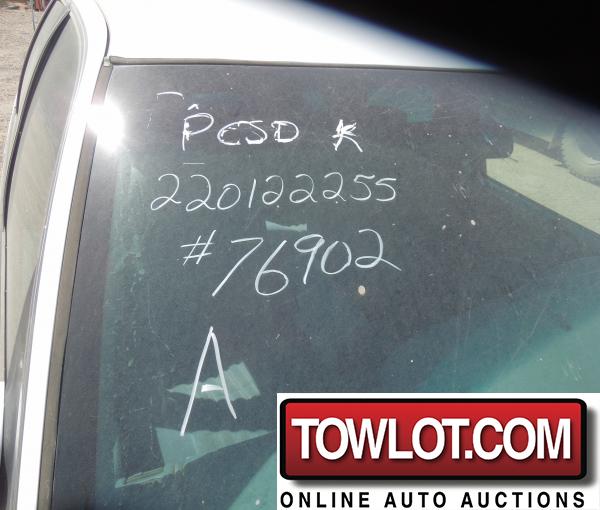 PCSD K
220122255
#76902
A
TOWLOT.COM
ONLINE AUTO AUCTIONS